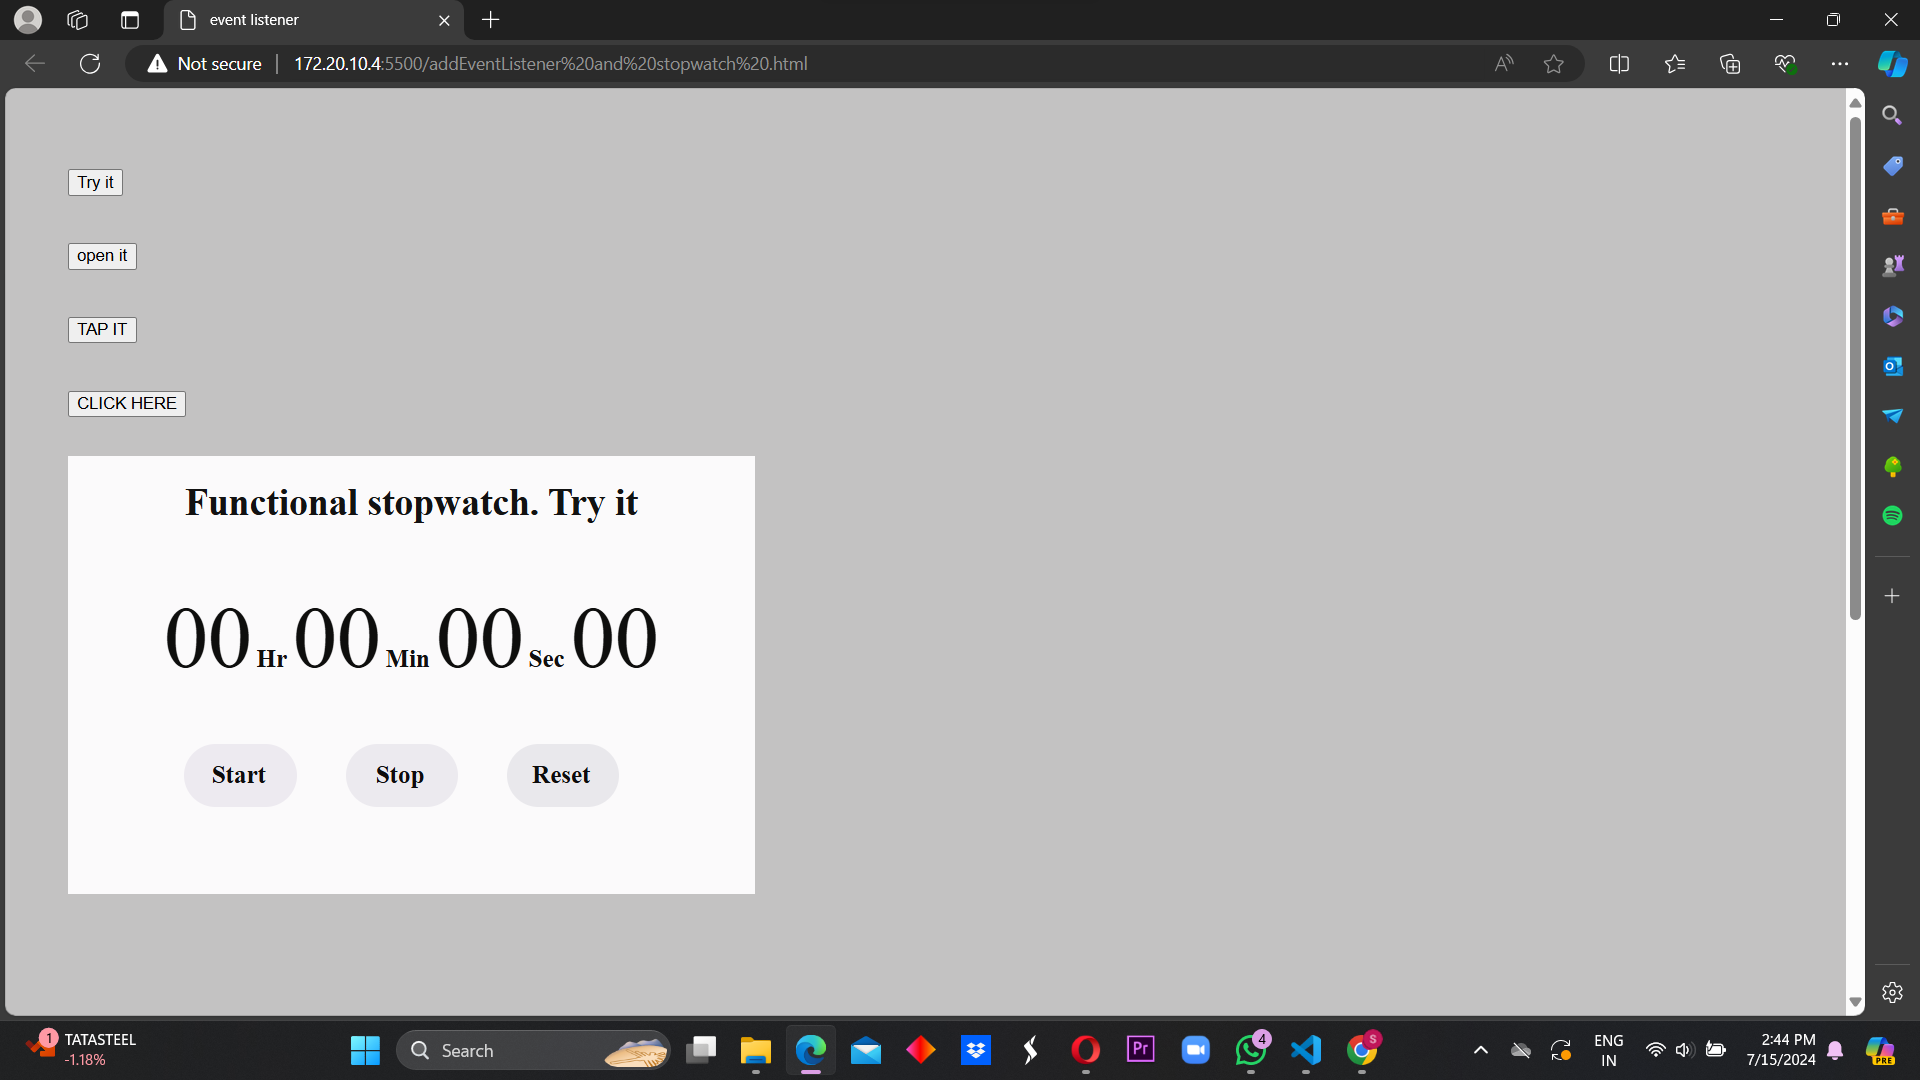 event listener
Not secure
172.20.10.4:5500/addEventListener%20and%20stopwatch%20.html
Try it
open it
TAP IT
CLICK HERE
Functional stopwatch. Try it
00 Hr 00 Min 00 Sec 00
Start Stop Reset
1 TATASTEEL
-1.18%
Search
Pr
4
S
ENG
IN
2:44 PM
7/15/2024
PRE